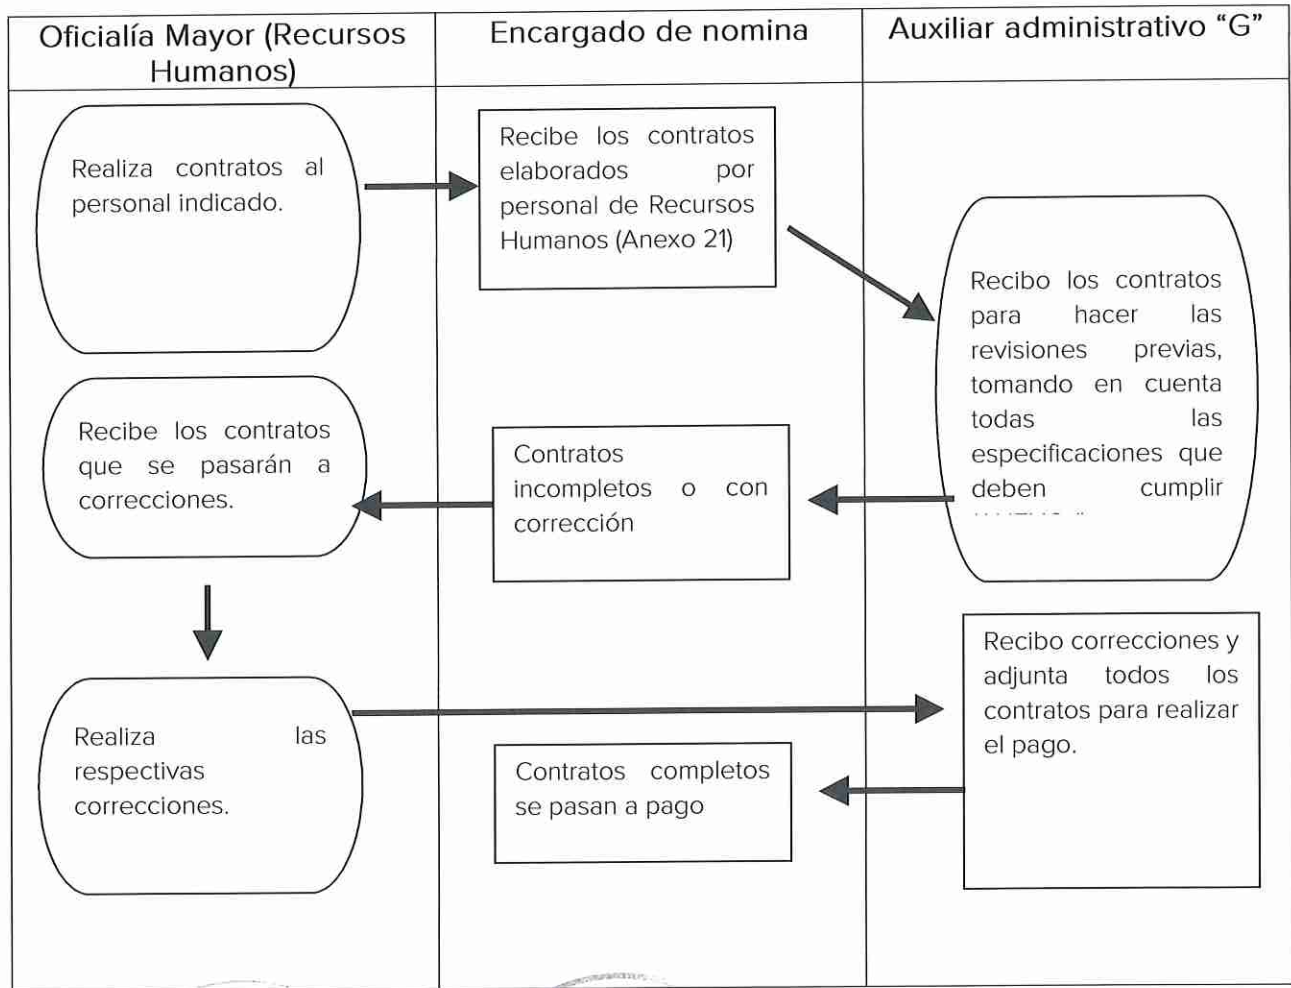 Oficialía Mayor (Recursos
Humanos)
Encargado de nomina
Auxiliar administrativo “G”
Realiza contratos al
personal indicado.
Recibe los contratos
elaborados por
personal de Recursos
Humanos (Anexo 21)
Recibo los contratos
para hacer las
revisiones previas,
tomando en cuenta
todas las
especificaciones que
deben cumplir
Contratos
incompletos o con
corrección
Recibe los contratos
que se pasarán a
correcciones.
Realiza las
respectivas
correcciones.
Recibo correcciones y
adjunta todos los
contratos para realizar
el pago.
Contratos completos
se pasan a pago